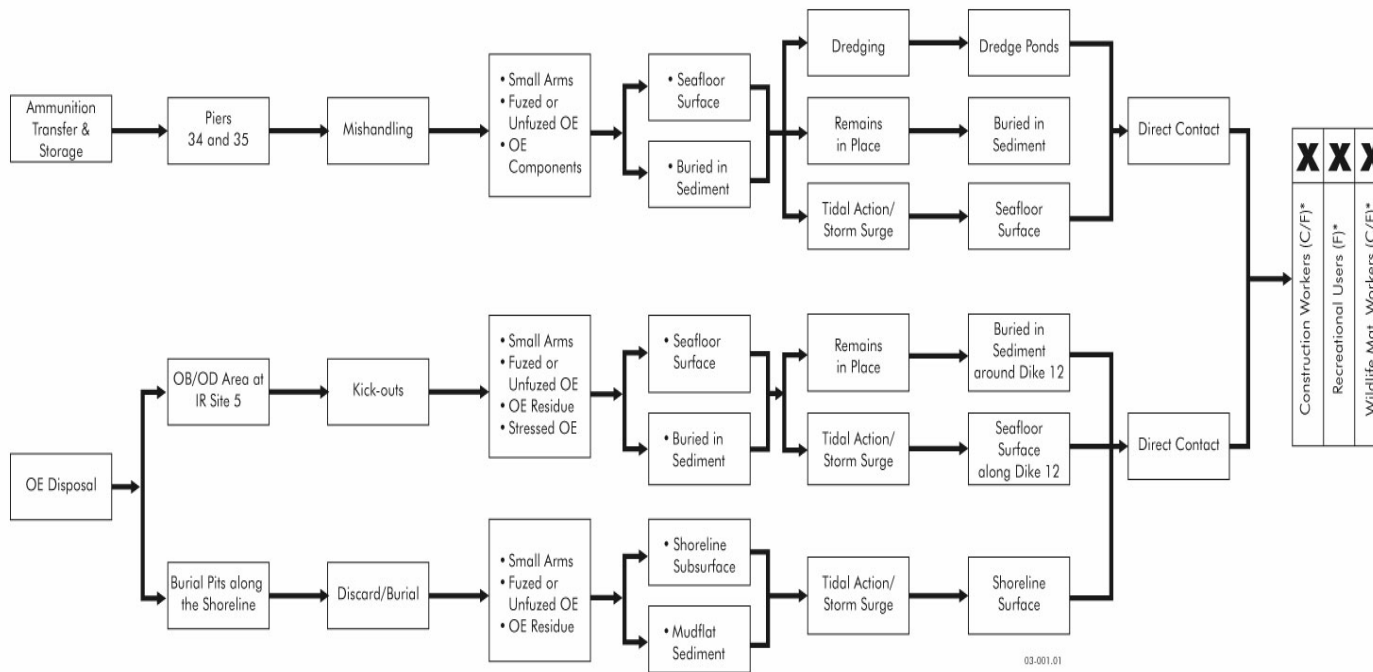 Ammunition
Transfer &
Storage
Piers
34 and 35
Mishandling
• Small Arms
• Fuzed or
Unfuzed OE
• OE
Components
• Seafloor
Surface
• Buried in
Sediment
Dredging
Dredge Ponds
Remains
in Place
Buried in
Sediment
Tidal Action/
Storm Surge
Seafloor
Surface
Direct Contact
OE Disposal
OB/OD Area at
IR Site 5
Kick-outs
• Small Arms
• Fuzed or
Unfuzed OE
• OE Residue
• Stressed OE
• Seafloor
Surface
• Buried in
Sediment
Remains
in Place
Buried in
Sediment
around Dike 12
Tidal Action/
Storm Surge
Seafloor
Surface
along Dike 12
Direct Contact
Burial Pits along
the Shoreline
Discard/Burial
• Small Arms
• Fuzed or
Unfuzed OE
• OE Residue
• Shoreline
Subsurface
• Mudflat
Sediment
Tidal Action/
Storm Surge
Shoreline
Surface
X X X
Construction Workers (C/F)*
Recreational Users (F)*
Wildlife Mgt. Workers (C/F)*
03-001.01